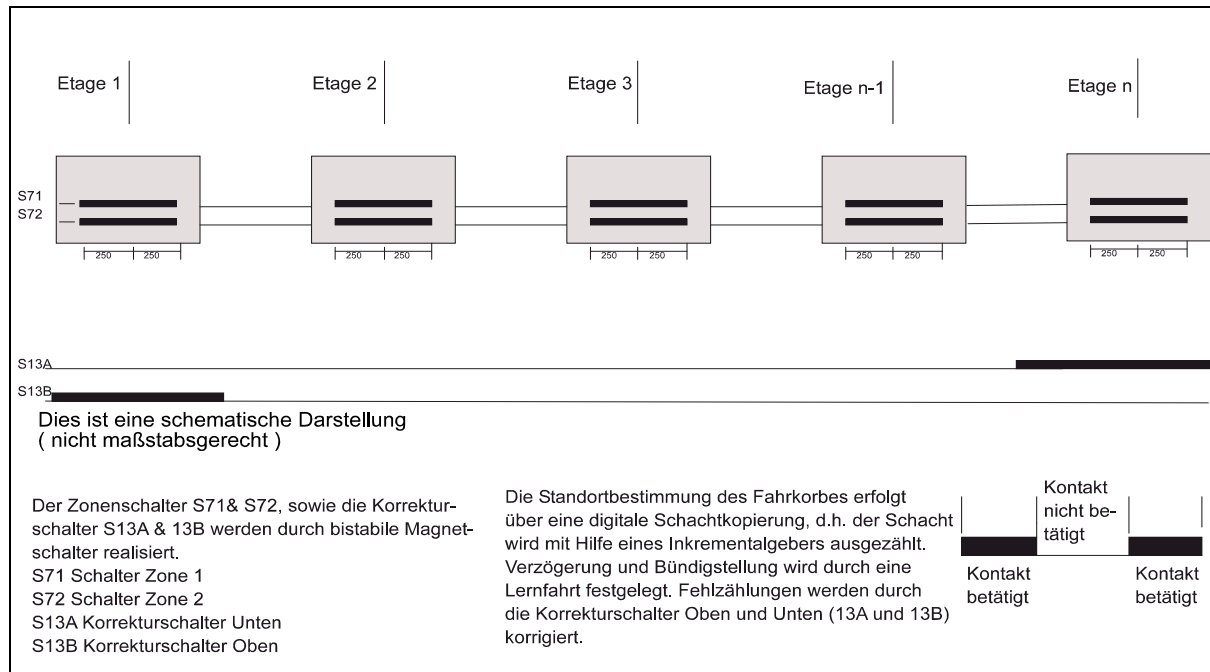 Etage 1 Etage 2 Etage 3 Etage n-1 Etage n
S71
S72
250 250 250 250 250 250 250 250 250 250
S13A
S13B
Dies ist eine schematische Darstellung
( nicht maßstabsgerecht )
Der Zonenschalter S71& S72, sowie die Korrektur-
schalter S13A & 13B werden durch bistabile Magnet-
schalter realisiert.
S71 Schalter Zone 1
S72 Schalter Zone 2
S13A Korrekturschalter Unten
S13B Korrekturschalter Oben
Die Standortbestimmung des Fahrkorbes erfolgt
über eine digitale Schachtkopierung, d.h. der Schacht
wird mit Hilfe eines Inkrementalgebers ausgezählt.
Verzögerung und Bündigstellung wird durch eine
Lernfahrt festgelegt. Fehlzählungen werden durch
die Korrekturschalter Oben und Unten (13A und 13B)
korrigiert.
Kontakt
nicht be-
tätigt
Kontakt
betätigt
Kontakt
betätigt